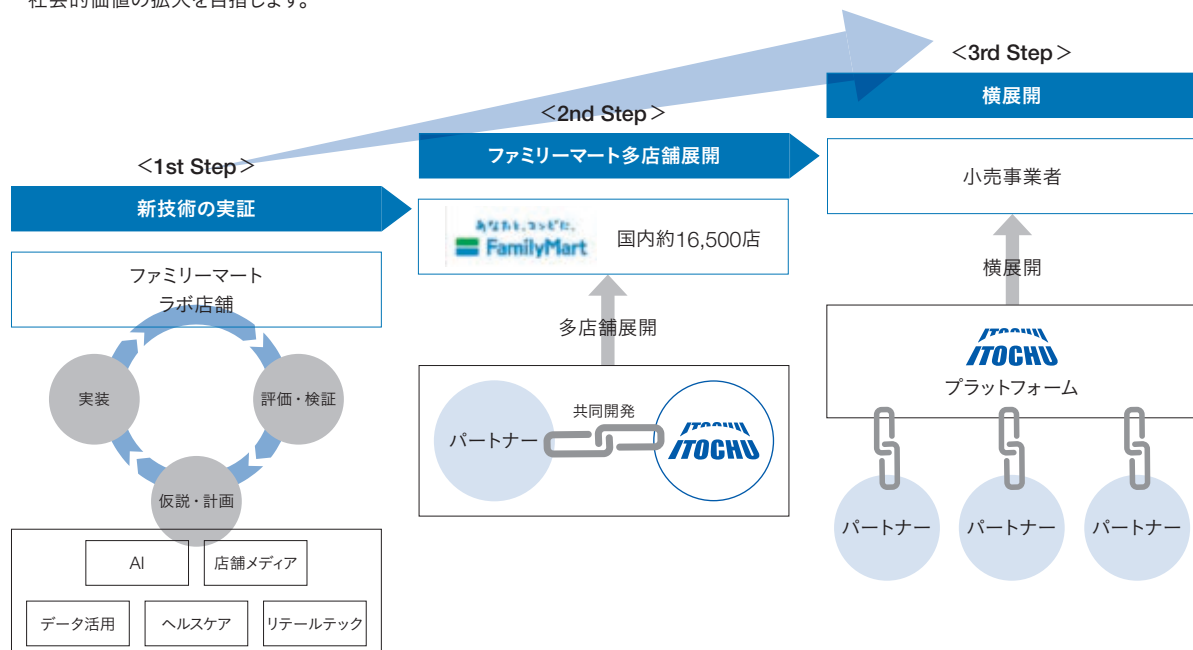 社会的価値の拡大を目指します。
<1st Step>
新技術の実証
ファミリーマート
ラボ店舗
実装
評価・検証
仮説・計画
AI
店舗メディア
データ活用
ヘルスケア
リテールテック
<2nd Step>
ファミリーマート多店舗展開
あなたと、コンビに、
FamilyMart
国内約16,500店
多店舗展開
パートナー
共同開発
ITOCHU
<3rd Step>
横展開
小売事業者
横展開
ITOCHU
プラットフォーム
パートナー
パートナー
パートナー